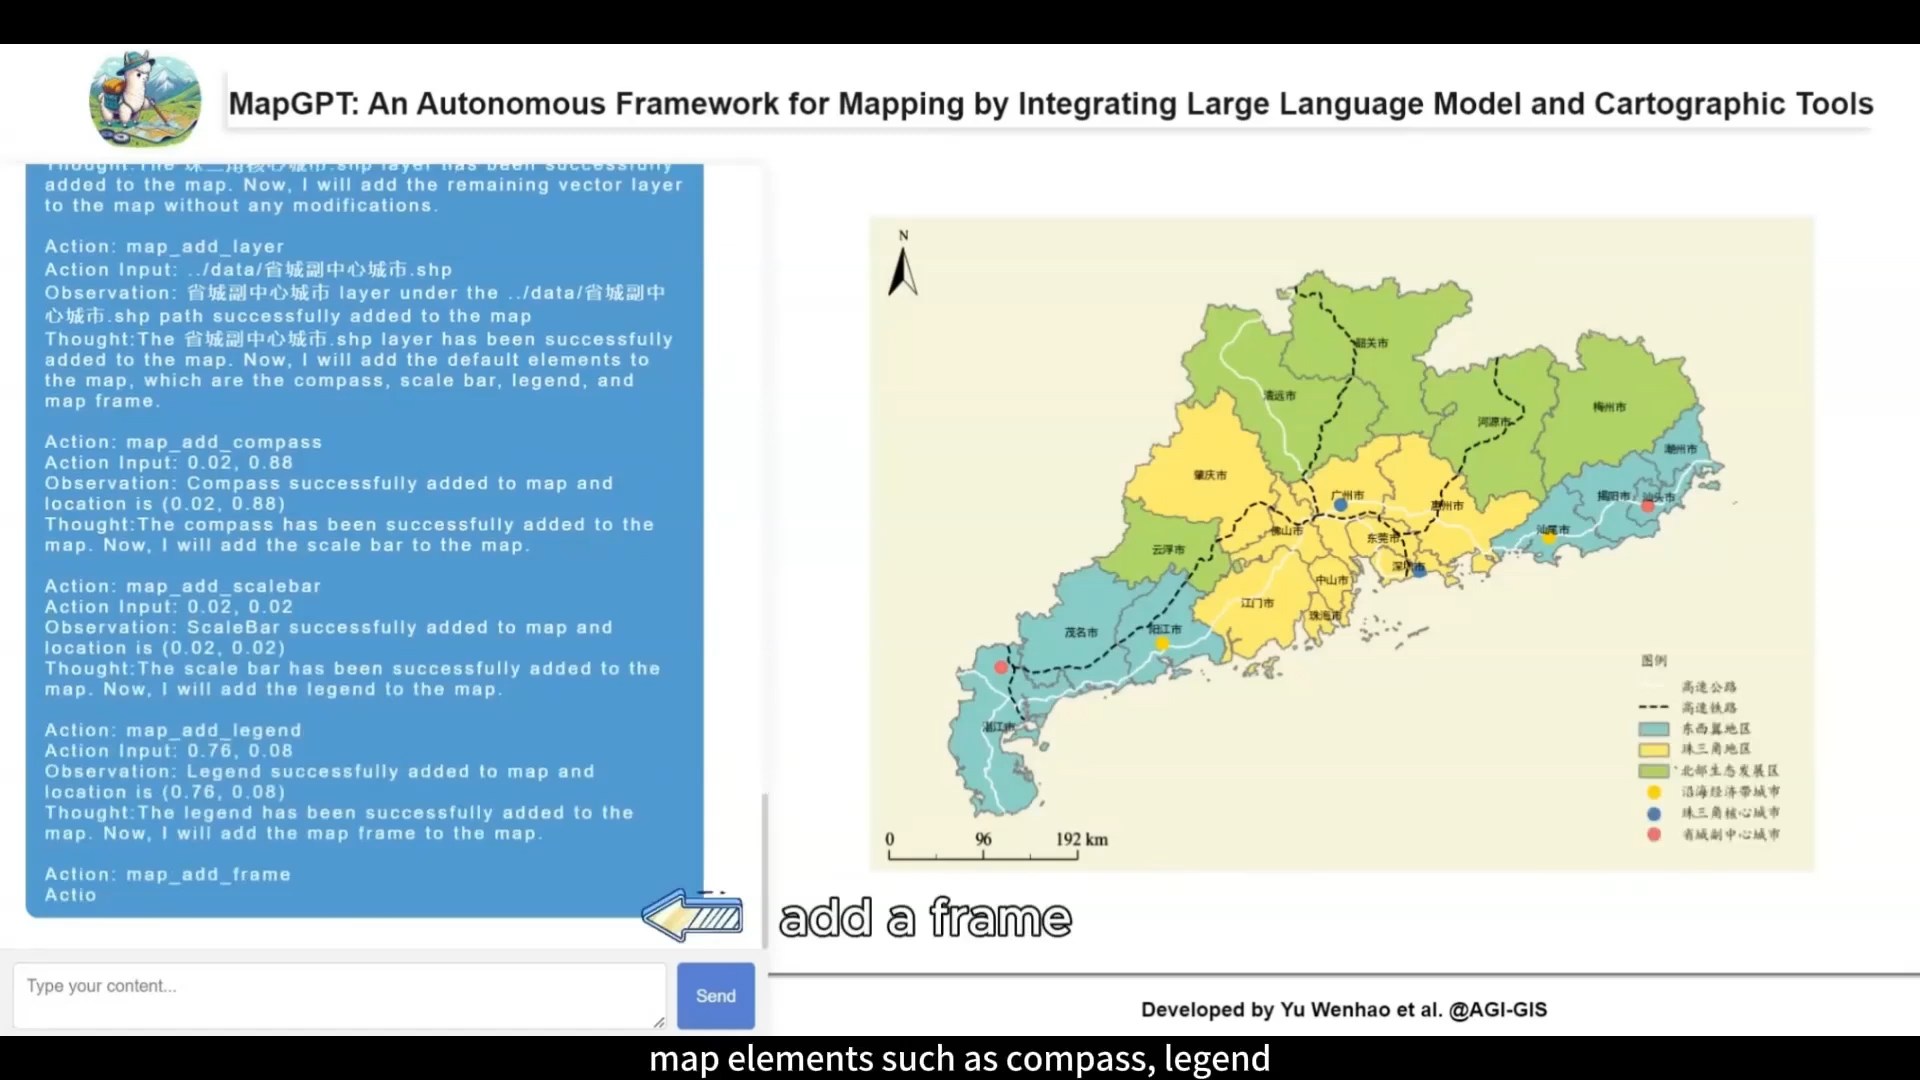 MapGPT: An Autonomous Framework for Mapping by Integrating Large Language Model and Cartographic Tools
Thought:The 珠三角核心城市.shp layer has been successfully
added to the map. Now, I will add the remaining vector layer
to the map without any modifications.
Action: map_add_layer
Action Input: ../data/省城副中心城市.shp
Observation: 省城副中心城市 layer under the ../data/省城副中
心城市.shp path successfully added to the map
Thought:The 省城副中心城市.shp layer has been successfully
added to the map. Now, I will add the default elements to
the map, which are the compass, scale bar, legend, and
map frame.
Action: map_add_compass
Action Input: 0.02, 0.88
Observation: Compass successfully added to map and
location is (0.02, 0.88)
Thought:The compass has been successfully added to the
map. Now, I will add the scale bar to the map.
Action: map_add_scalebar
Action Input: 0.02, 0.02
Observation: ScaleBar successfully added to map and
location is (0.02, 0.02)
Thought:The scale bar has been successfully added to the
map. Now, I will add the legend to the map.
Action: map_add_legend
Action Input: 0.76, 0.08
Observation: Legend successfully added to map and
location is (0.76, 0.08)
Thought:The legend has been successfully added to the
map. Now, I will add the map frame to the map.
Action: map_add_frame
Actio
Type your content...
Send
N
韶关市
清远市
河源市
梅州市
潮州市
肇庆市
广州市
惠州市
揭阳市
汕头市
佛山市
东莞市
汕尾市
云浮市
深圳市
中山市
江门市
珠海市
茂名市
阳江市
湛江市
图例
高速公路
高速铁路
东西翼地区
珠三角地区
北部生态发展区
沿海经济带城市
珠三角核心城市
省城副中心城市
0 96 192 km
add a frame
Developed by Yu Wenhao et al. @AGI-GIS
map elements such as compass, legend